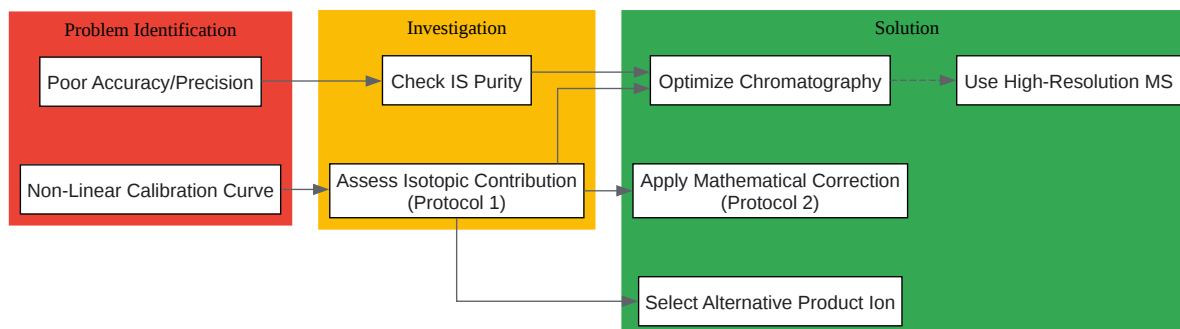 Problem Identification
Poor Accuracy/Precision
Non-Linear Calibration Curve
Investigation
Check IS Purity
Assess Isotopic Contribution
(Protocol 1)
Solution
Optimize Chromatography
Use High-Resolution MS
Apply Mathematical Correction
(Protocol 2)
Select Alternative Product Ion